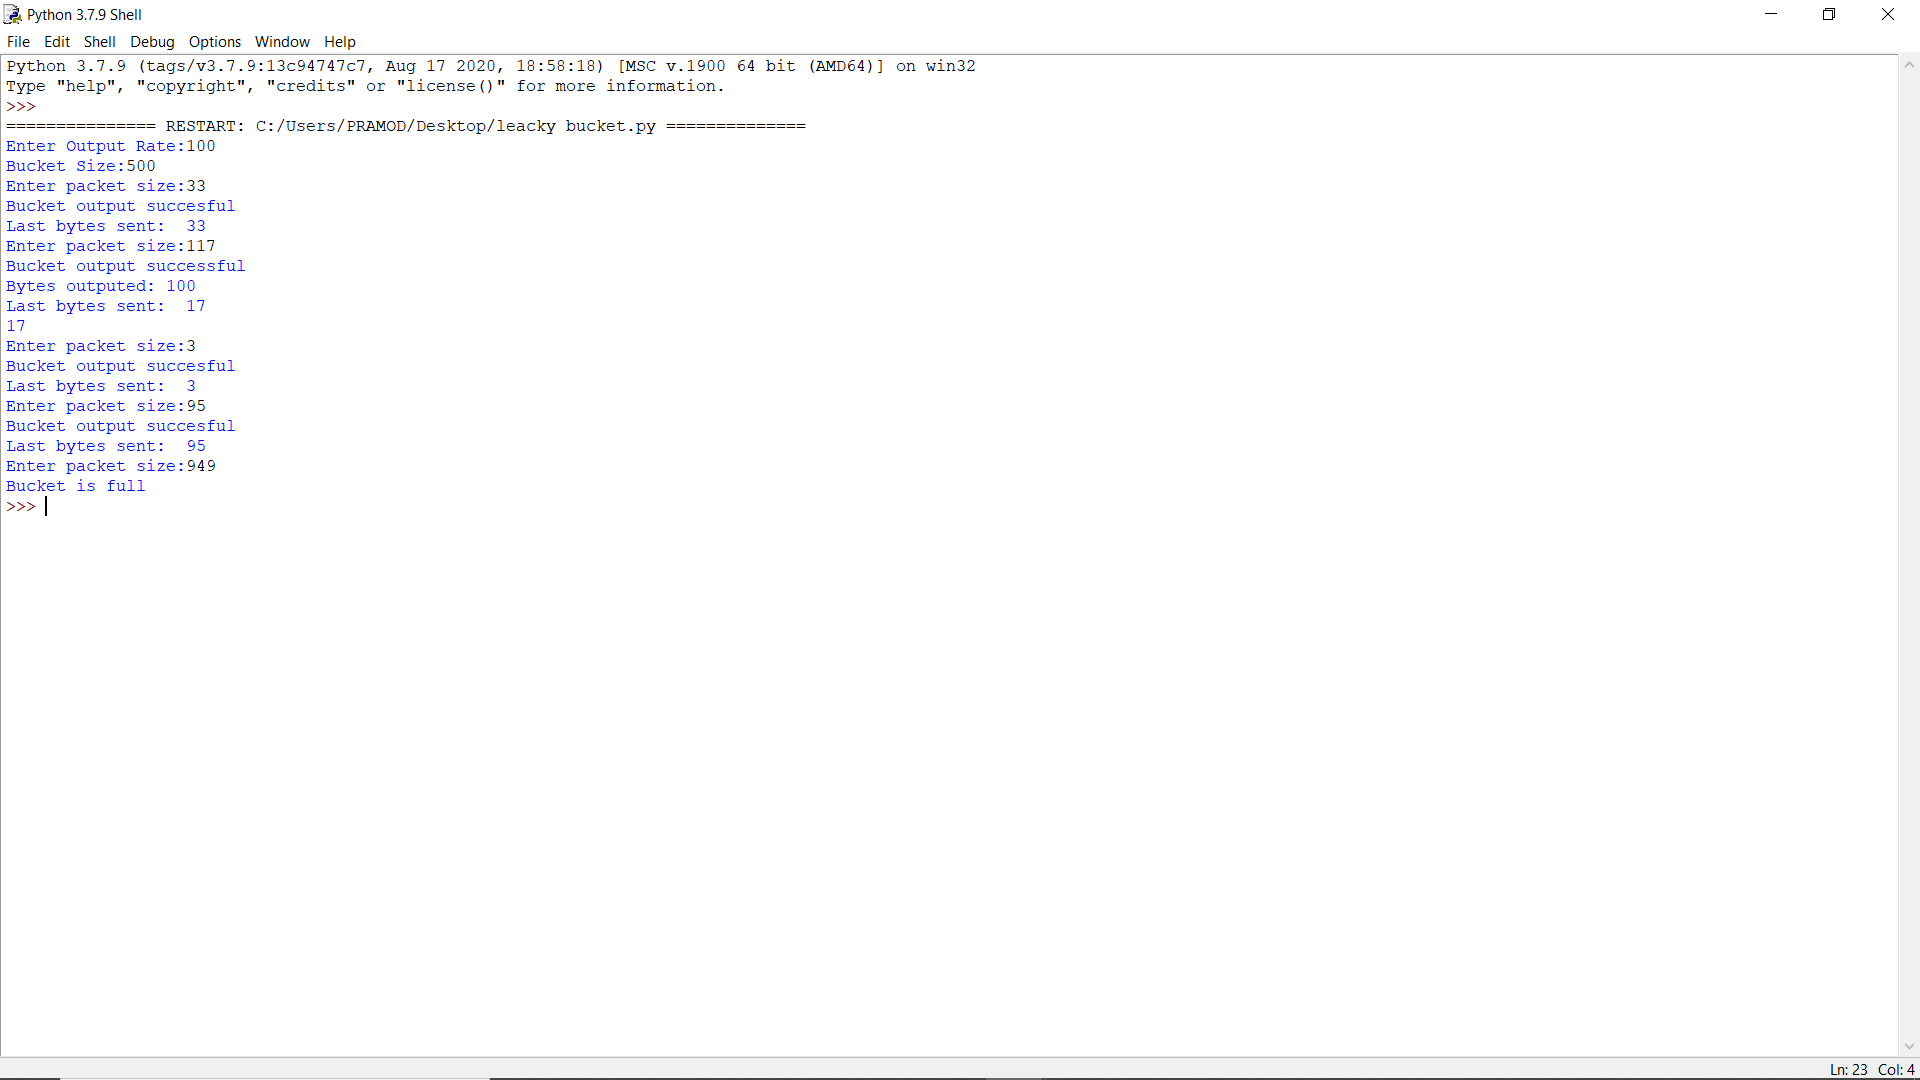 Python 3.7.9 Shell
File Edit Shell Debug Options Window Help
Python 3.7.9 (tags/v3.7.9:13c94747c7, Aug 17 2020, 18:58:18) [MSC v.1900 64 bit (AMD64)] on win32
Type "help", "copyright", "credits" or "license()" for more information.
>>>
=============== RESTART: C:/Users/PRAMOD/Desktop/leacky bucket.py ==============
Enter Output Rate:100
Bucket Size:500
Enter packet size:33
Bucket output succesful
Last bytes sent:  33
Enter packet size:117
Bucket output successful
Bytes outputed: 100
Last bytes sent:  17
17
Enter packet size:3
Bucket output succesful
Last bytes sent:  3
Enter packet size:95
Bucket output succesful
Last bytes sent:  95
Enter packet size:949
Bucket is full
>>>
Ln: 23 Col: 4